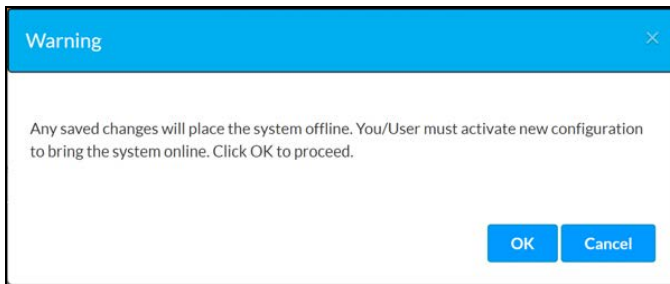 Warning
Any saved changes will place the system offline. You/User must activate new configuration
to bring the system online. Click OK to proceed.
OK Cancel